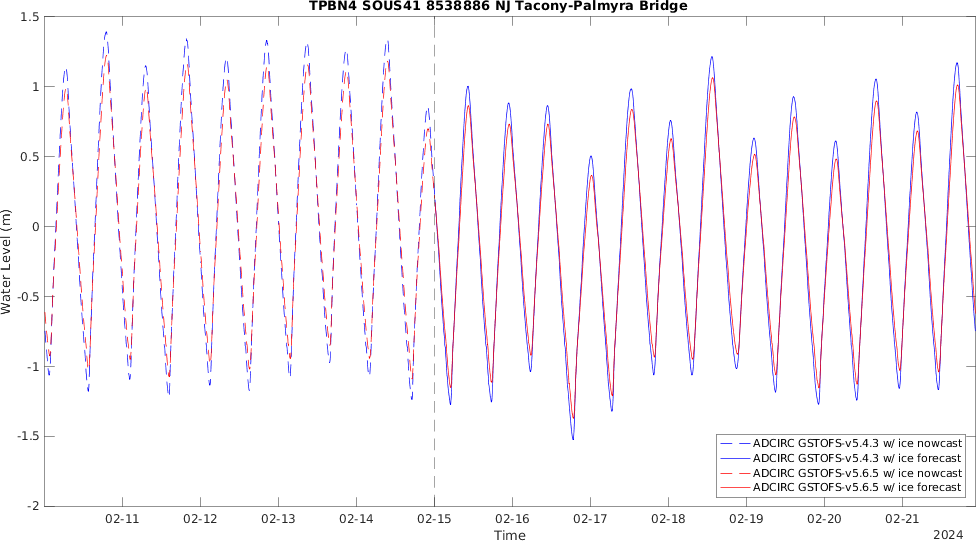 TPBN4 SOUS41 8538886 NJ Tacony-Palmyra Bridge
1.5
1
0.5
0
-0.5
-1
-1.5
-2
Water Level (m)
ADCIRC GSTOFS-v5.4.3 w/ ice nowcast
ADCIRC GSTOFS-v5.4.3 w/ ice forecast
ADCIRC GSTOFS-v5.6.5 w/ ice nowcast
ADCIRC GSTOFS-v5.6.5 w/ ice forecast
02-11 02-12 02-13 02-14 02-15 02-16 02-17 02-18 02-19 02-20 02-21
Time
2024